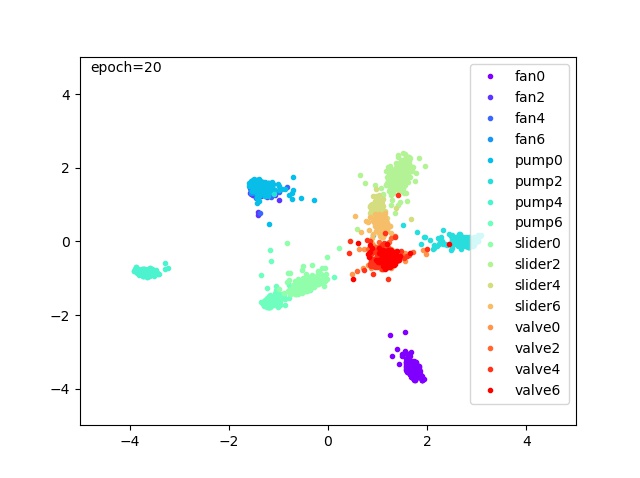 epoch=20
fan0
fan2
fan4
fan6
pump0
pump2
pump4
pump6
slider0
slider2
slider4
slider6
valve0
valve2
valve4
valve6
4
2
0
−2
−4
−4
−2
0
2
4